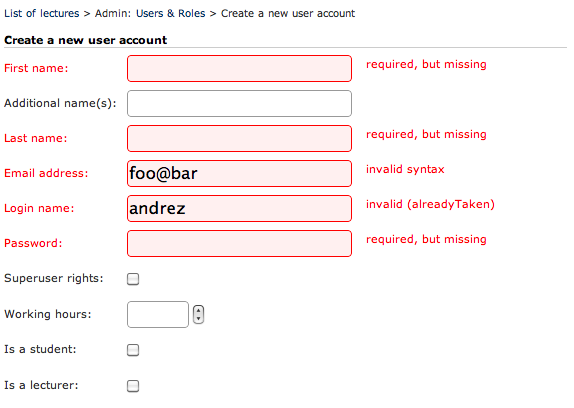 List of lectures > Admin: Users & Roles > Create a new user account
Create a new user account
First name: required, but missing
Additional name(s):
Last name: required, but missing
Email address: foo@bar invalid syntax
Login name: andrez invalid (alreadyTaken)
Password: required, but missing
Superuser rights:
Working hours:
Is a student:
Is a lecturer: